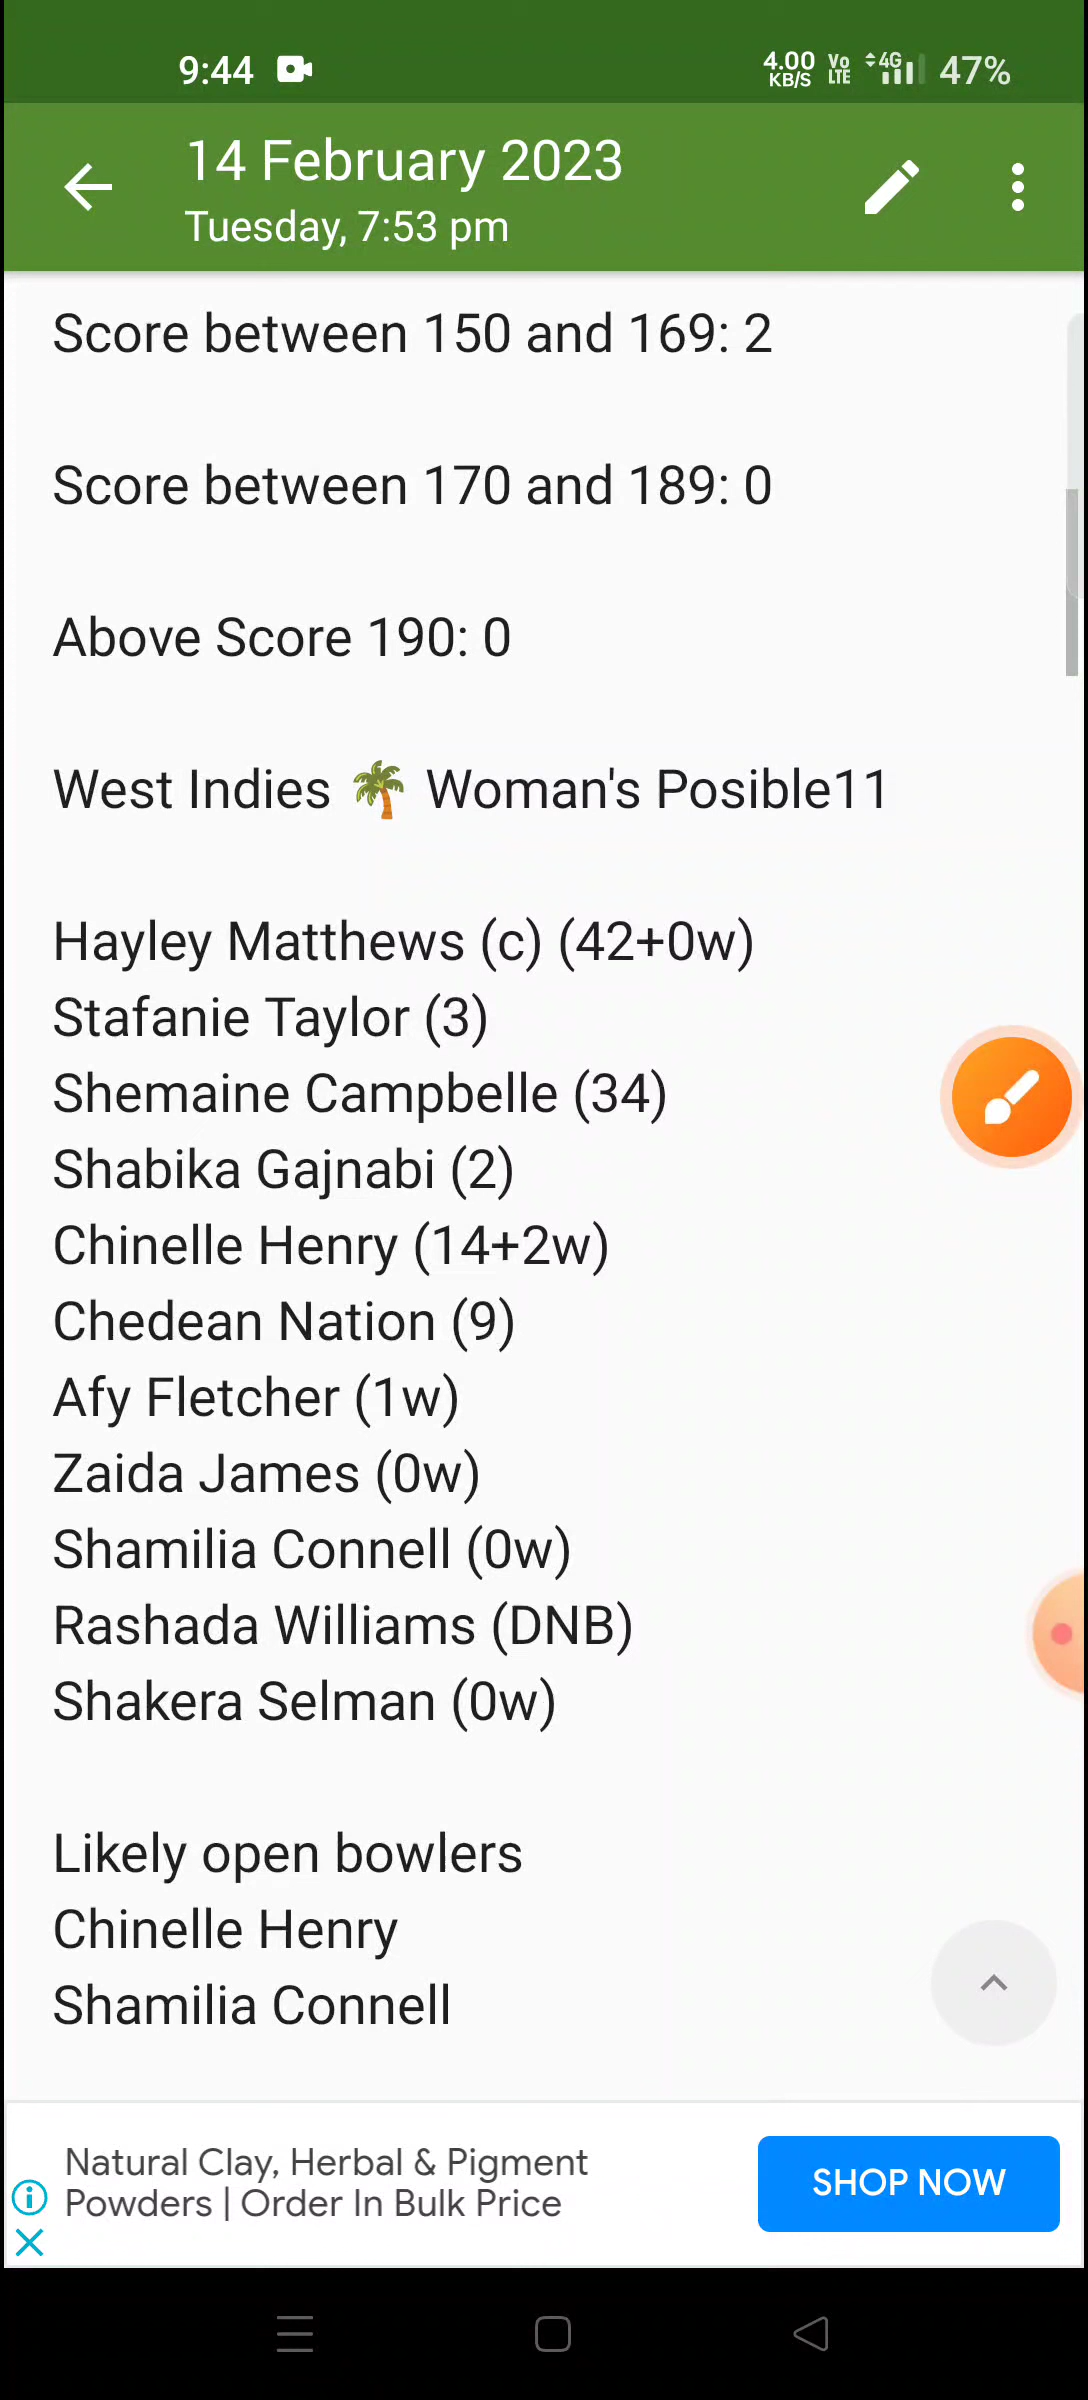 9:44
4.00 KB/S Vo LTE 4G 47%
14 February 2023
Tuesday, 7:53 pm
Score between 150 and 169: 2
Score between 170 and 189: 0
Above Score 190: 0
West Indies 🌴 Woman's Posible11
Hayley Matthews (c) (42+0w)
Stafanie Taylor (3)
Shemaine Campbelle (34)
Shabika Gajnabi (2)
Chinelle Henry (14+2w)
Chedean Nation (9)
Afy Fletcher (1w)
Zaida James (0w)
Shamilia Connell (0w)
Rashada Williams (DNB)
Shakera Selman (0w)
Likely open bowlers
Chinelle Henry
Shamilia Connell
Natural Clay, Herbal & Pigment
Powders | Order In Bulk Price
SHOP NOW